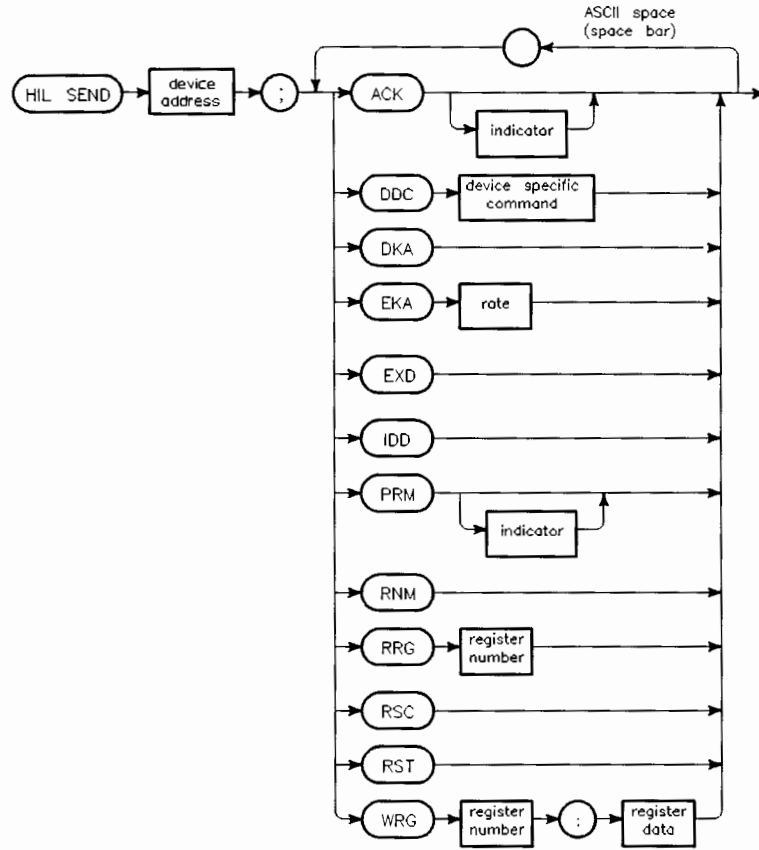 ASCII space
(space bar)
HIL SEND
device
address
;
ACK
indicator
DDC
device specific
command
DKA
EKA
rate
EXD
IDD
PRM
indicator
RNM
RRG
register
number
RSC
RST
WRG
register
number
:
register
data